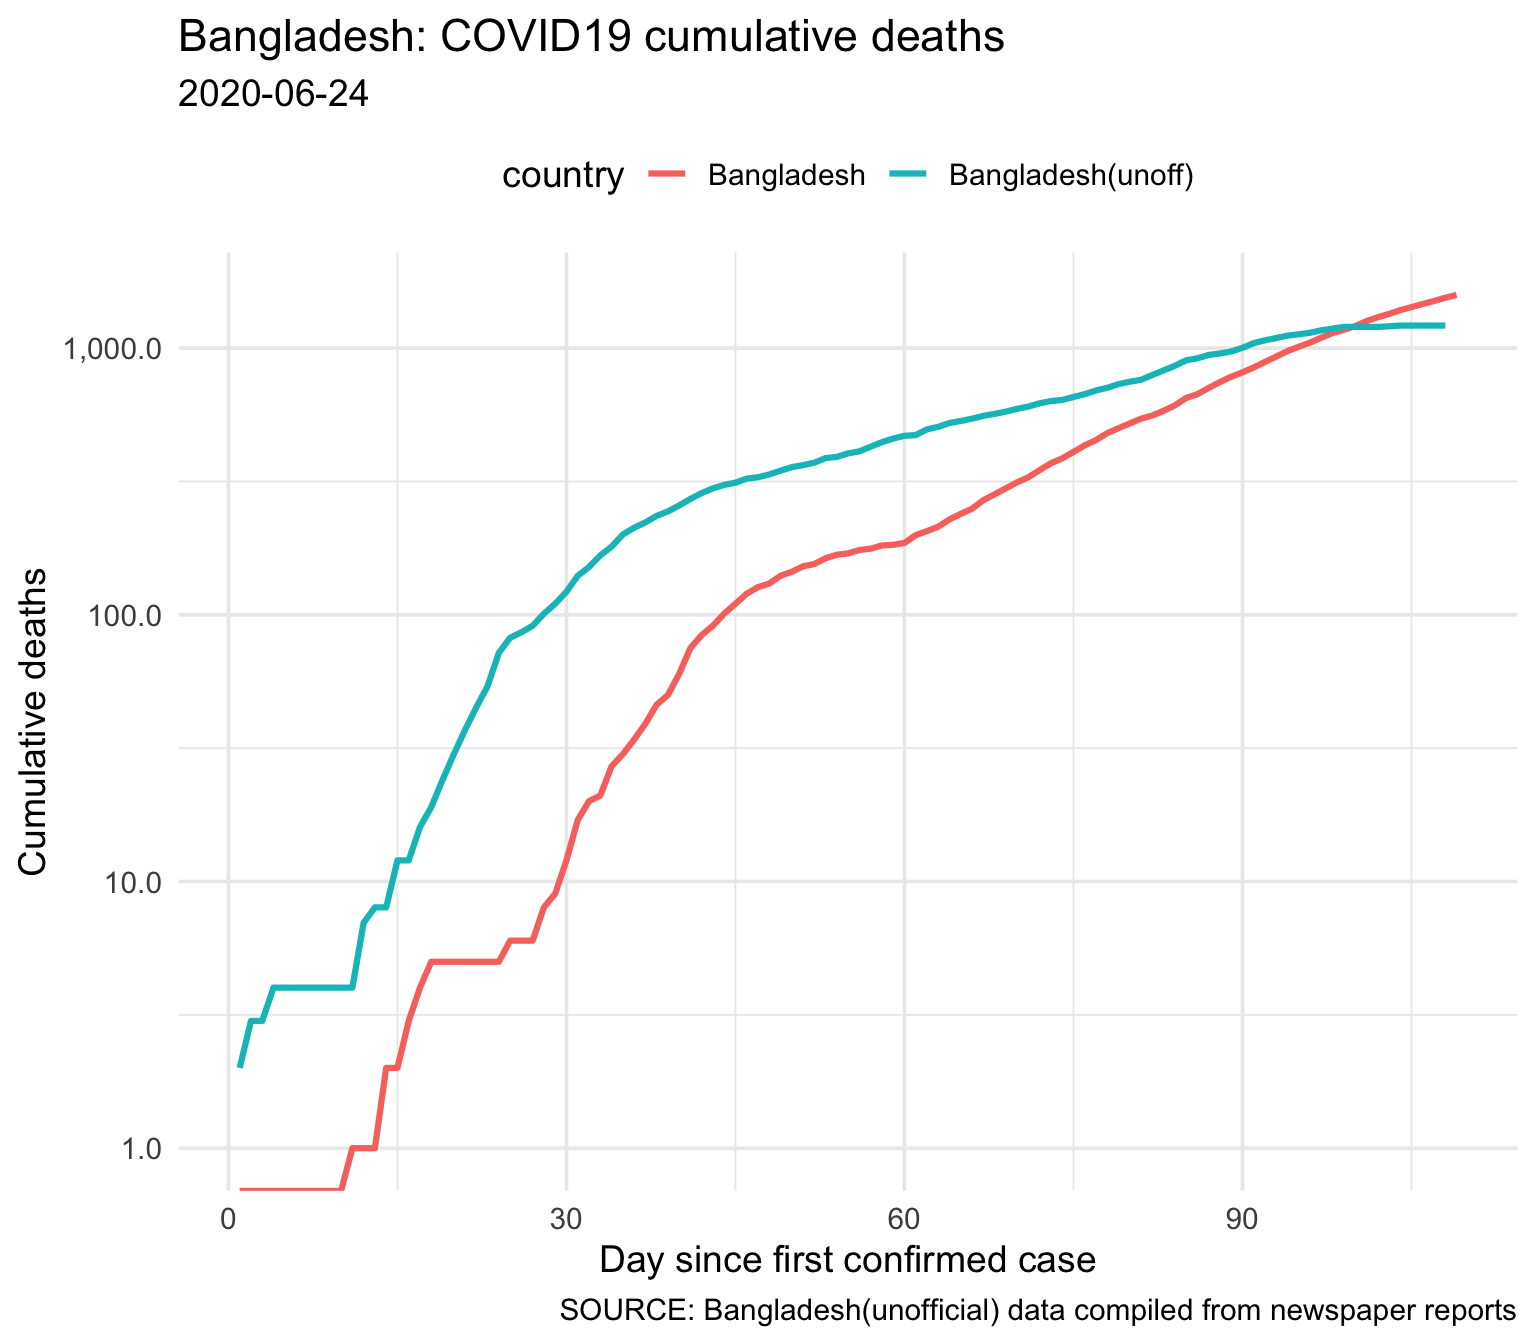 Bangladesh: COVID19 cumulative deaths
2020-06-24
country Bangladesh Bangladesh(unoff)
Cumulative deaths
1,000.0
100.0
10.0
1.0
0 30 60 90
Day since first confirmed case
SOURCE: Bangladesh(unofficial) data compiled from newspaper reports